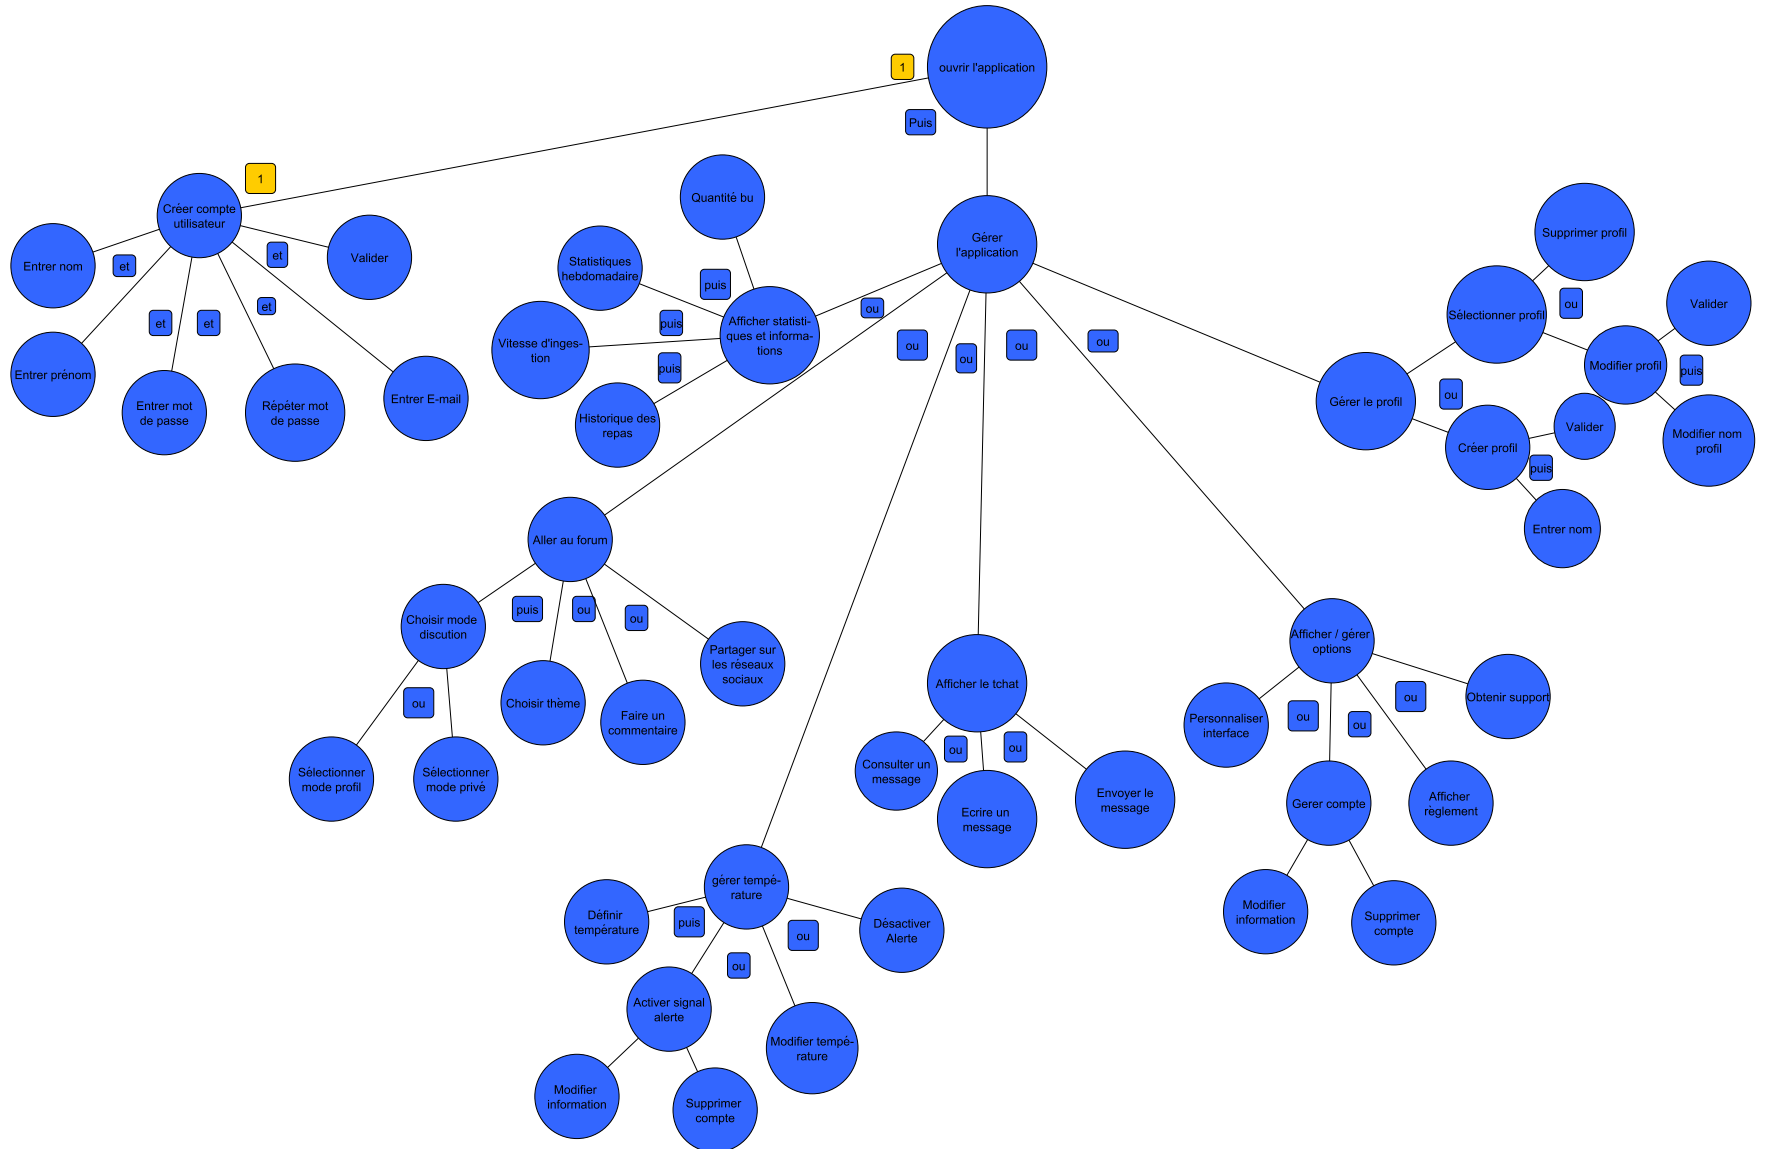 ouvrir l'application
1
Puis
1
Créer compte
utilisateur
Entrer nom
et
Entrer prénom
et
Entrer mot
de passe
et
Répéter mot
de passe
et
Entrer E-mail
et
Valider
Gérer
l'application
Quantité bu
Statistiques
hebdomadaire
puis
Vitesse d'inges-
tion
puis
Afficher statisti-
ques et informa-
tions
puis
Historique des
repas
ou
ou
ou
ou
ou
Supprimer profil
Sélectionner profil
ou
Valider
Modifier profil
puis
Modifier nom
profil
Gérer le profil
ou
Créer profil
Valider
puis
Entrer nom
Aller au forum
Choisir mode
discution
puis
ou
ou
Choisir thème
Faire un
commentaire
Partager sur
les réseaux
sociaux
ou
Sélectionner
mode profil
Sélectionner
mode privé
Afficher le tchat
Consulter un
message
ou
ou
Ecrire un
message
Envoyer le
message
Afficher / gérer
options
Personnaliser
interface
ou
ou
ou
Obtenir support
Gerer compte
Afficher
règlement
Modifier
information
Supprimer
compte
gérer tempé-
rature
Définir
température
puis
ou
ou
Désactiver
Alerte
Activer signal
alerte
Modifier tempé-
rature
Modifier
information
Supprimer
compte